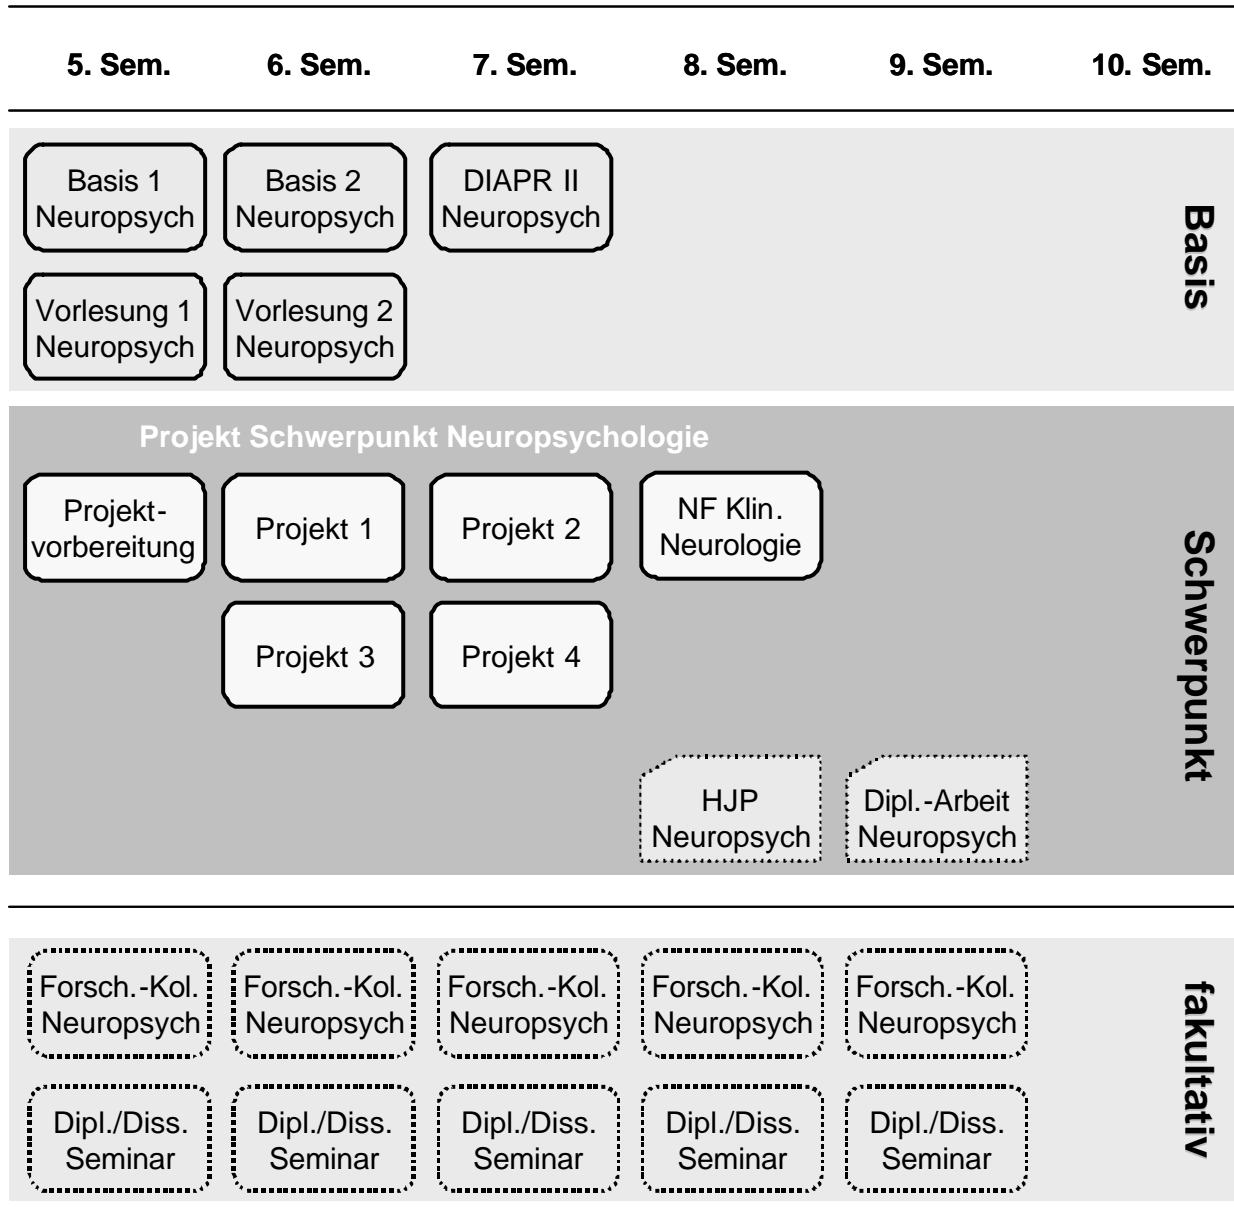 5. Sem. 6. Sem. 7. Sem. 8. Sem. 9. Sem. 10. Sem.
Basis 1 Basis 2 DIAPR II
Neuropsych Neuropsych Neuropsych
Basis
Vorlesung 1 Vorlesung 2
Neuropsych Neuropsych
Projekt Schwerpunkt Neuropsychologie
Projekt- Projekt 1 Projekt 2 NF Klin.
vorbereitung Neurologie
Schwerpunkt
Projekt 3 Projekt 4
HJP Dipl.-Arbeit
Neuropsych Neuropsych
Forsch.-Kol. Forsch.-Kol. Forsch.-Kol. Forsch.-Kol. Forsch.-Kol.
Neuropsych Neuropsych Neuropsych Neuropsych Neuropsych
fakultativ
Dipl./Diss. Dipl./Diss. Dipl./Diss. Dipl./Diss. Dipl./Diss.
Seminar Seminar Seminar Seminar Seminar